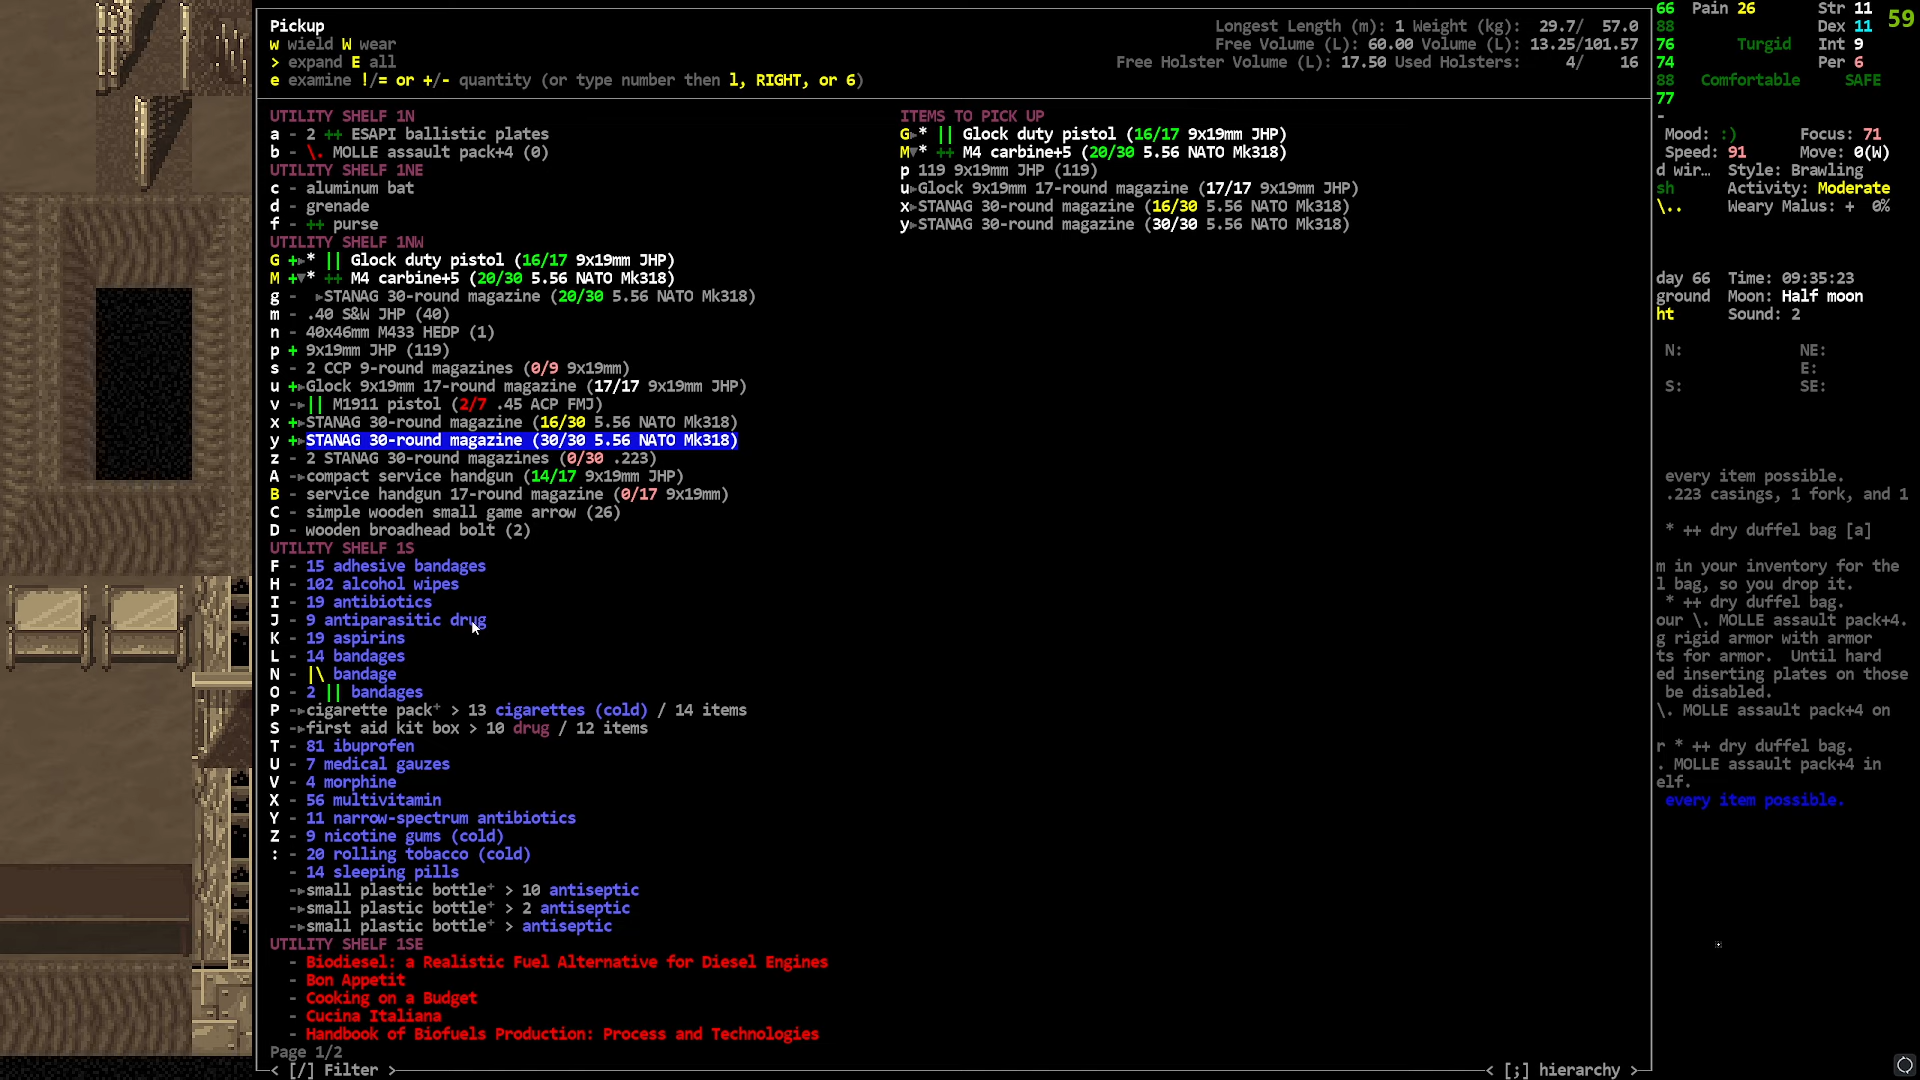 Pickup
w wield W wear
> expand E all
e examine !/= or +/- quantity (or type number then l, RIGHT, or 6)
Longest Length (m): 1 Weight (kg): 29.7/ 57.0
Free Volume (L): 60.00 Volume (L): 13.25/101.57
Free Holster Volume (L): 17.50 Used Holsters: 4/ 16
UTILITY SHELF 1N
a - 2 ++ ESAPI ballistic plates
b - \. MOLLE assault pack+4 (0)
UTILITY SHELF 1NE
c - aluminum bat
d - grenade
f - ++ purse
UTILITY SHELF 1NW
G +▸* || Glock duty pistol (16/17 9x19mm JHP)
M +▾* ++ M4 carbine+5 (20/30 5.56 NATO Mk318)
g - ▸STANAG 30-round magazine (20/30 5.56 NATO Mk318)
m - .40 S&W JHP (40)
n - 40x46mm M433 HEDP (1)
p + 9x19mm JHP (119)
s - 2 CCP 9-round magazines (0/9 9x19mm)
u +▸Glock 9x19mm 17-round magazine (17/17 9x19mm JHP)
v -▸|| M1911 pistol (2/7 .45 ACP FMJ)
x +▸STANAG 30-round magazine (16/30 5.56 NATO Mk318)
y +▸STANAG 30-round magazine (30/30 5.56 NATO Mk318)
z - 2 STANAG 30-round magazines (0/30 .223)
A -▸compact service handgun (14/17 9x19mm JHP)
B - service handgun 17-round magazine (0/17 9x19mm)
C - simple wooden small game arrow (26)
D - wooden broadhead bolt (2)
UTILITY SHELF 1S
F - 15 adhesive bandages
H - 102 alcohol wipes
I - 19 antibiotics
J - 9 antiparasitic drug
K - 19 aspirins
L - 14 bandages
N - |\ bandage
O - 2 || bandages
P -▸cigarette pack⁺ > 13 cigarettes (cold) / 14 items
S -▸first aid kit box > 10 drug / 12 items
T - 81 ibuprofen
U - 7 medical gauzes
V - 4 morphine
X - 56 multivitamin
Y - 11 narrow-spectrum antibiotics
Z - 9 nicotine gums (cold)
: - 20 rolling tobacco (cold)
- 14 sleeping pills
-▸small plastic bottle⁺ > 10 antiseptic
-▸small plastic bottle⁺ > 2 antiseptic
-▸small plastic bottle⁺ > antiseptic
UTILITY SHELF 1SE
- Biodiesel: a Realistic Fuel Alternative for Diesel Engines
- Bon Appetit
- Cooking on a Budget
- Cucina Italiana
- Handbook of Biofuels Production: Process and Technologies
Page 1/2
< [/] Filter >
< [;] hierarchy >
ITEMS TO PICK UP
G▸* || Glock duty pistol (16/17 9x19mm JHP)
M▾* ++ M4 carbine+5 (20/30 5.56 NATO Mk318)
p 119 9x19mm JHP (119)
u▸Glock 9x19mm 17-round magazine (17/17 9x19mm JHP)
x▸STANAG 30-round magazine (16/30 5.56 NATO Mk318)
y▸STANAG 30-round magazine (30/30 5.56 NATO Mk318)
66 Pain 26 Str 11
59
88 Dex 11
76 Turgid Int 9
74 Per 6
88 Comfortable SAFE
77
-
Mood: :) Focus: 71
Speed: 91 Move: 0(W)
d wir… Style: Brawling
sh Activity: Moderate
\.. Weary Malus: + 0%
day 66 Time: 09:35:23
ground Moon: Half moon
ht Sound: 2
N: NE:
E:
S: SE:
every item possible.
.223 casings, 1 fork, and 1
* ++ dry duffel bag [a]
m in your inventory for the
l bag, so you drop it.
* ++ dry duffel bag.
our \. MOLLE assault pack+4.
g rigid armor with armor
ts for armor. Until hard
ed inserting plates on those
be disabled.
\. MOLLE assault pack+4 on
r * ++ dry duffel bag.
. MOLLE assault pack+4 in
elf.
every item possible.